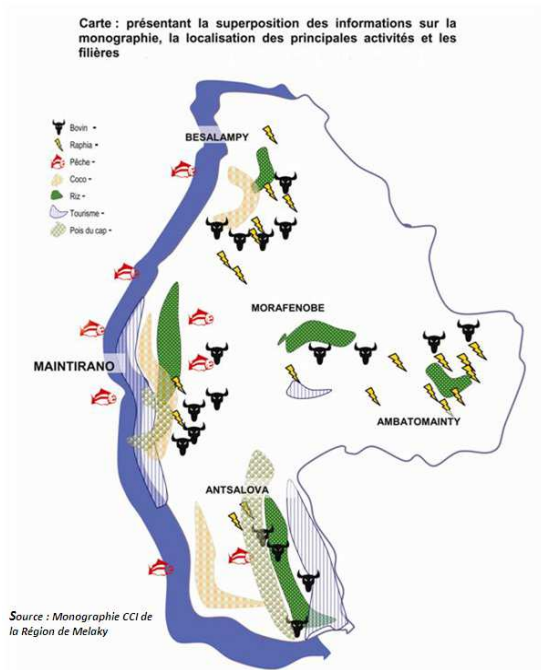 Carte : présentant la superposition des informations sur la
monographie, la localisation des principales activités et les
filières
Bovin -
Raphia -
Pêche -
Coco -
Riz -
Tourisme -
Pois du cap -
BESALAMPY
MORAFENOBE
MAINTIRANO
AMBATOMAINTY
ANTSALOVA
Source : Monographie CCI de
la Région de Melaky